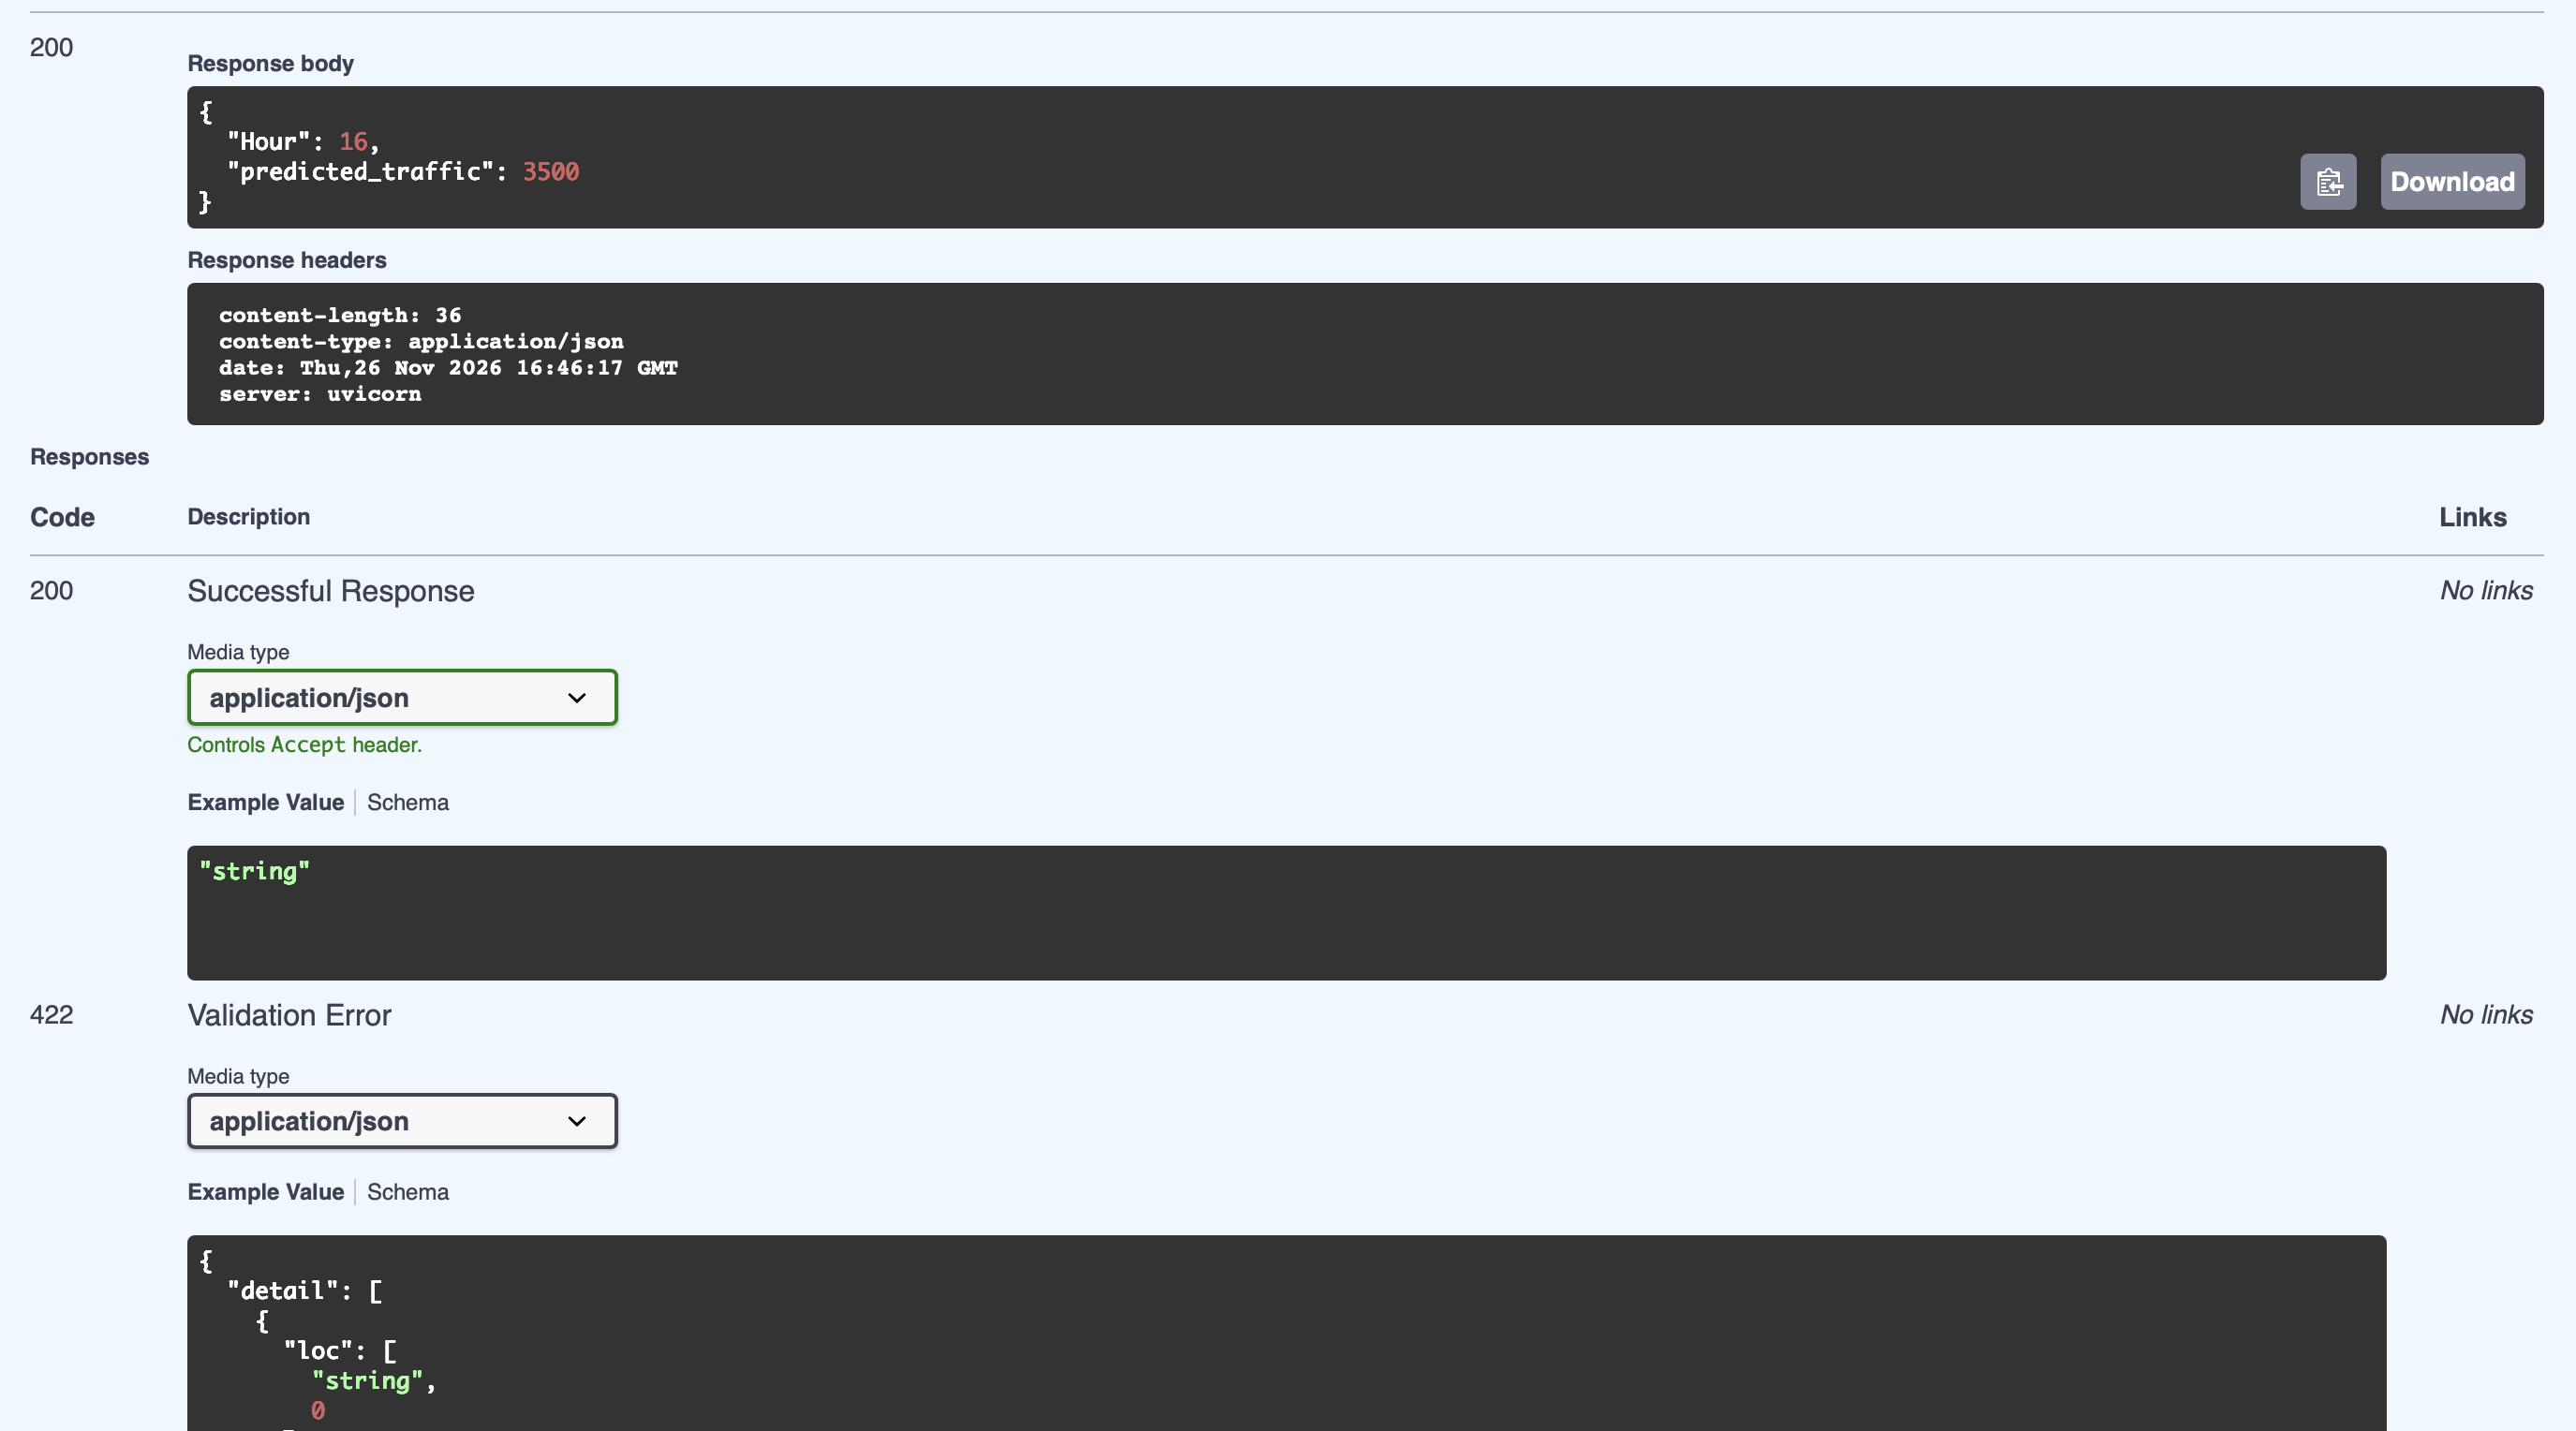 200
Response body
{
  "Hour": 16,
  "predicted_traffic": 3500
}
Download
Response headers
content-length: 36
content-type: application/json
date: Thu,26 Nov 2026 16:46:17 GMT
server: uvicorn
Responses
Code Description Links
200 Successful Response No links
Media type
application/json
Controls Accept header.
Example Value Schema
"string"
422 Validation Error No links
Media type
application/json
Example Value Schema
{
  "detail": [
    {
      "loc": [
        "string",
        0